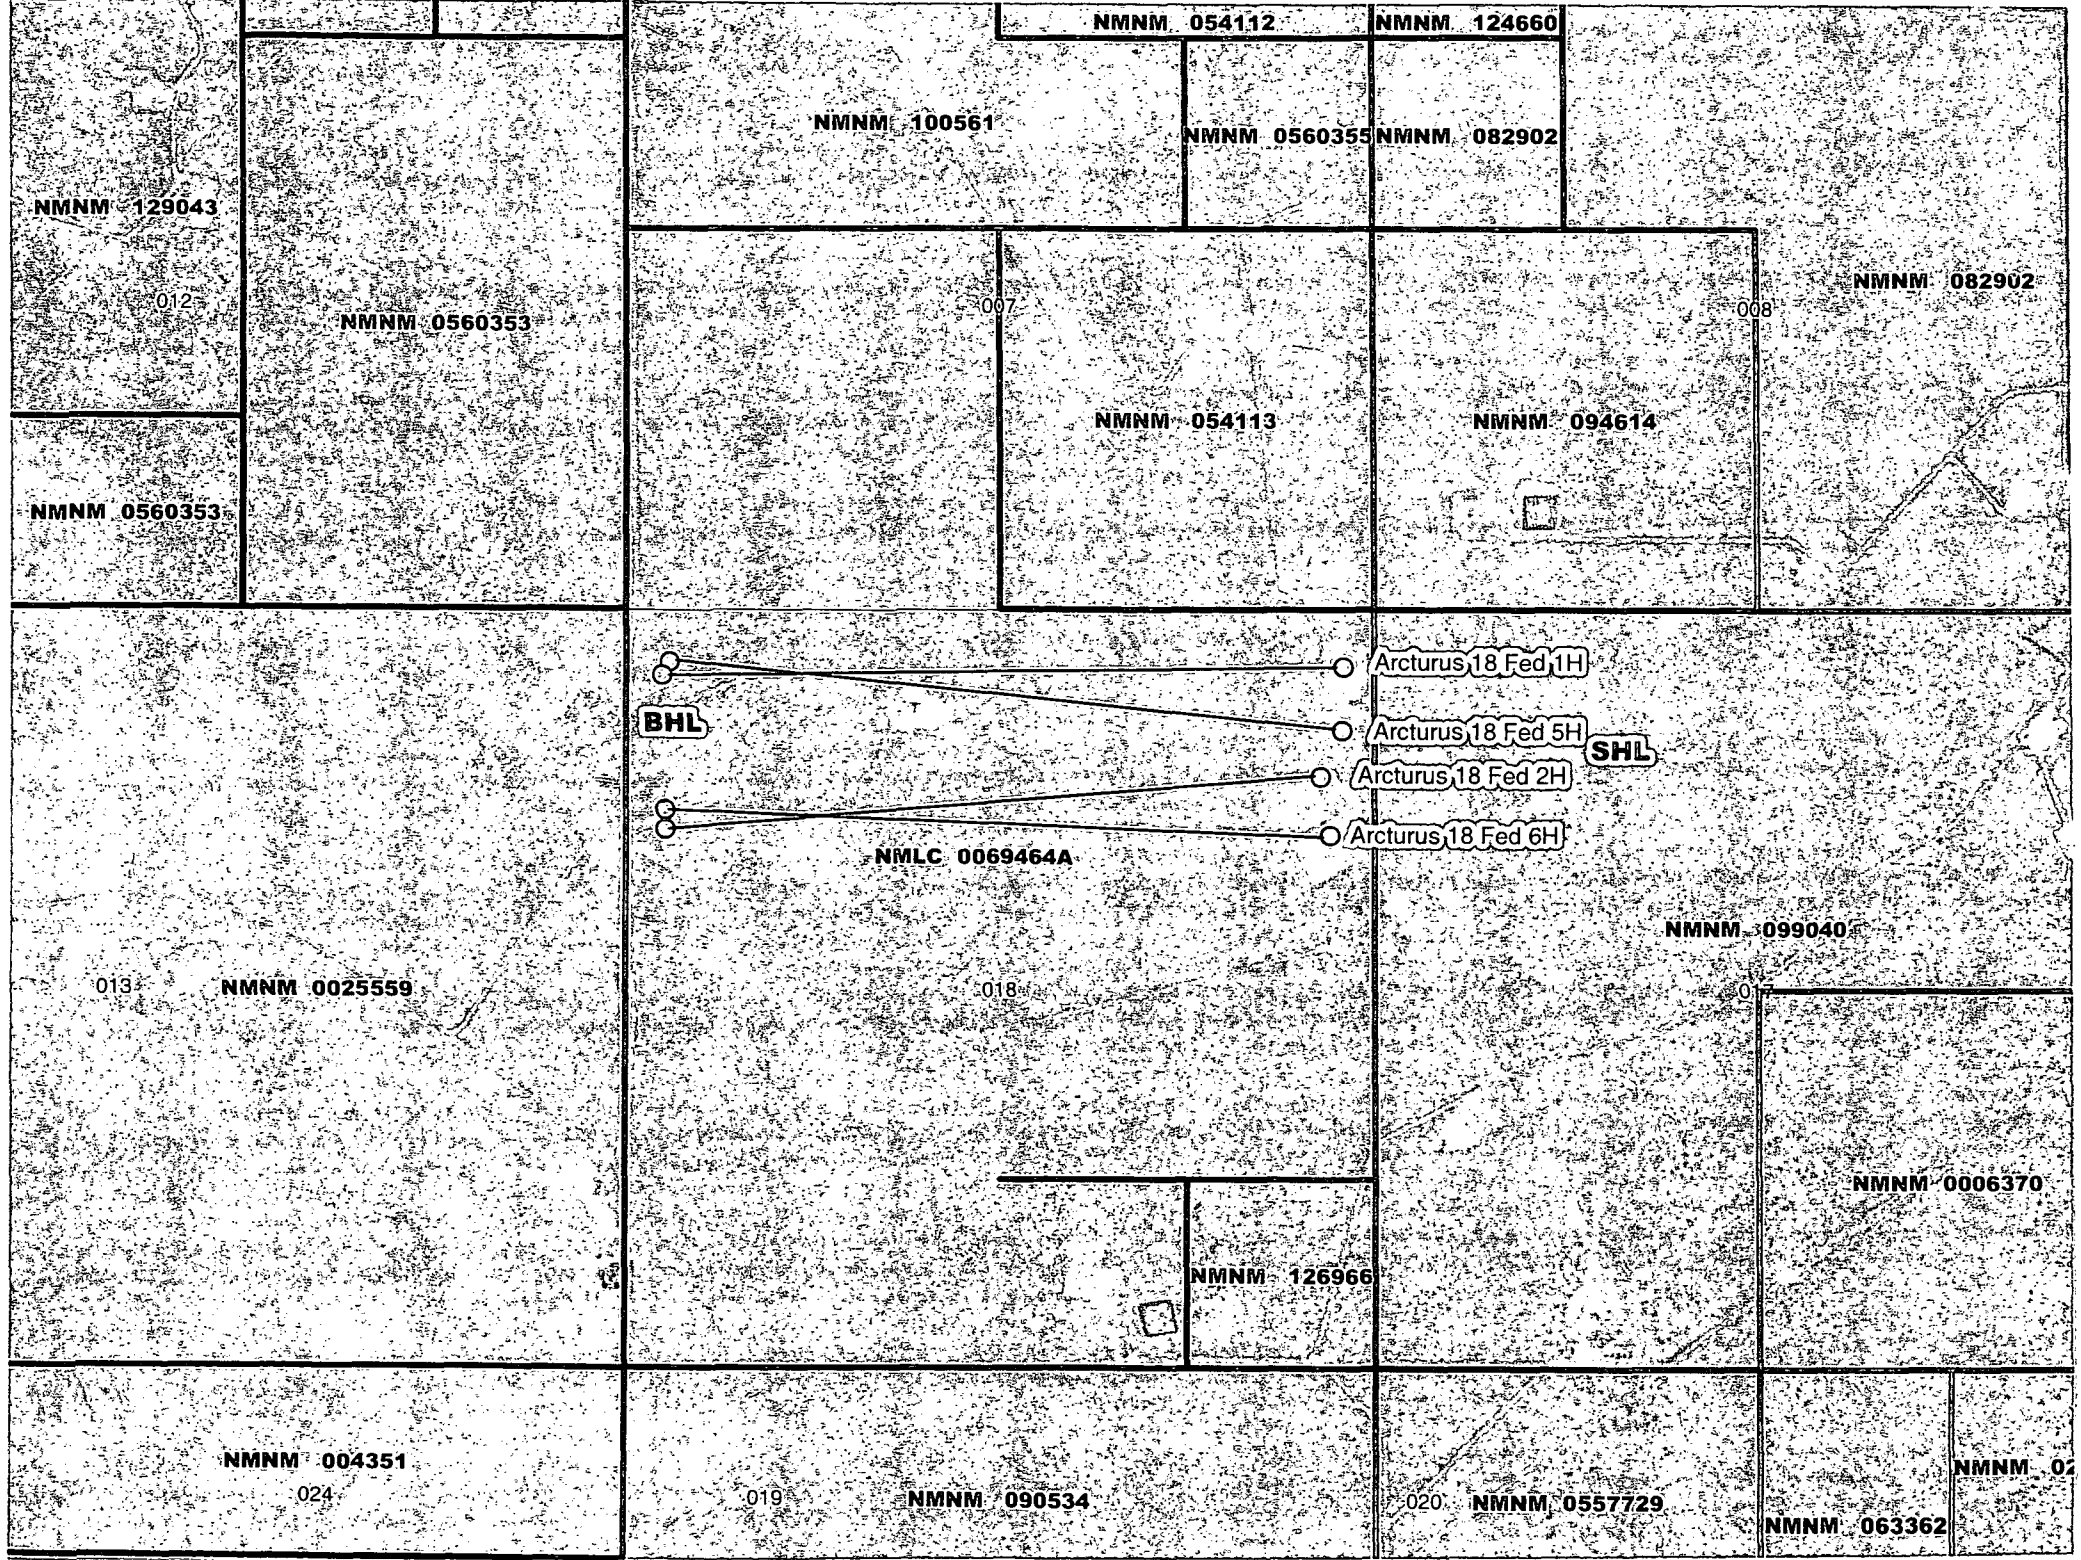 NMNM 054112
NMNM 124660
NMNM 100561
NMNM 0560355
NMNM 082902
NMNM 129043
NMNM 082902
012
007
008
NMNM 0560353
NMNM 054113
NMNM 094614
NMNM 0560353
Arcturus 18 Fed 1H
BHL
Arcturus 18 Fed 5H
SHL
Arcturus 18 Fed 2H
Arcturus 18 Fed 6H
NMLC 0069464A
NMNM 099040
013
NMNM 0025559
018
017
NMNM 0006370
NMNM 126966
NMNM 004351
NMNM 02
024
019
NMNM 090534
020
NMNM 0557729
NMNM 063362